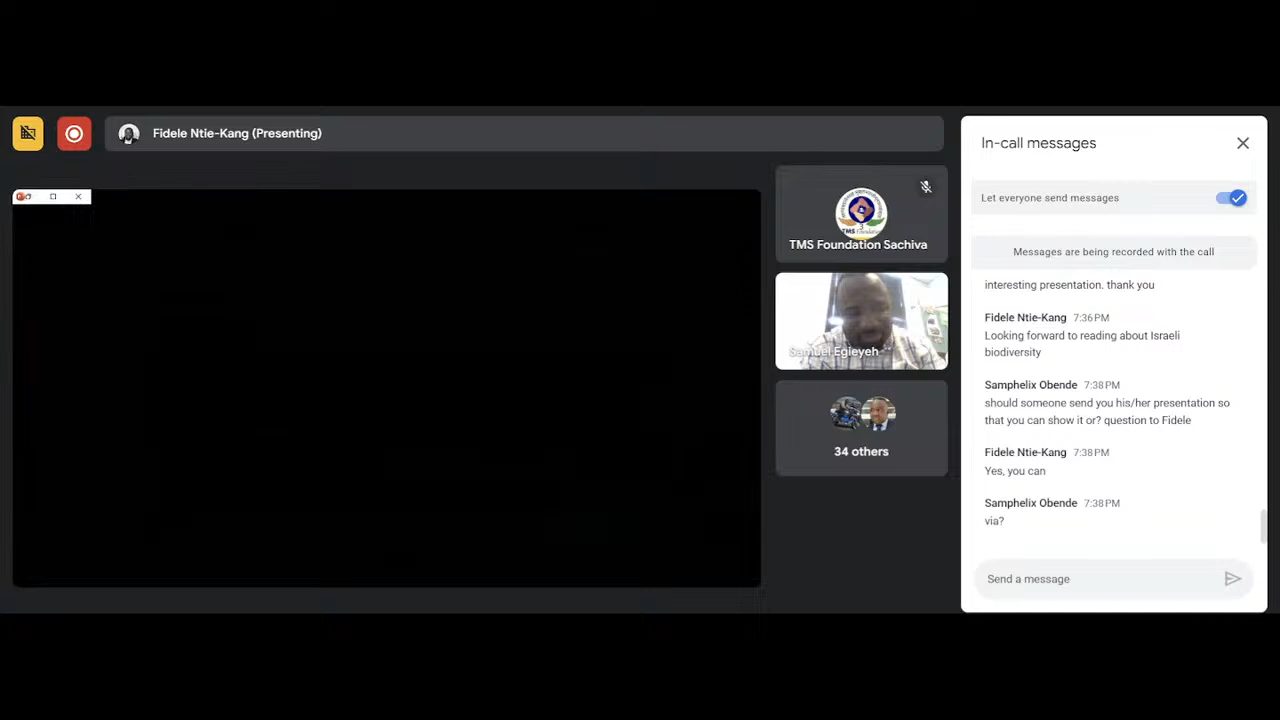 Fidele Ntie-Kang (Presenting)
TMS Foundation Sachiva
Samuel Egieyeh
34 others
In-call messages
Let everyone send messages
Messages are being recorded with the call
interesting presentation. thank you
Fidele Ntie-Kang 7:36 PM
Looking forward to reading about Israeli
biodiversity
Samphelix Obende 7:38 PM
should someone send you his/her presentation so
that you can show it or? question to Fidele
Fidele Ntie-Kang 7:38 PM
Yes, you can
Samphelix Obende 7:38 PM
via?
Send a message